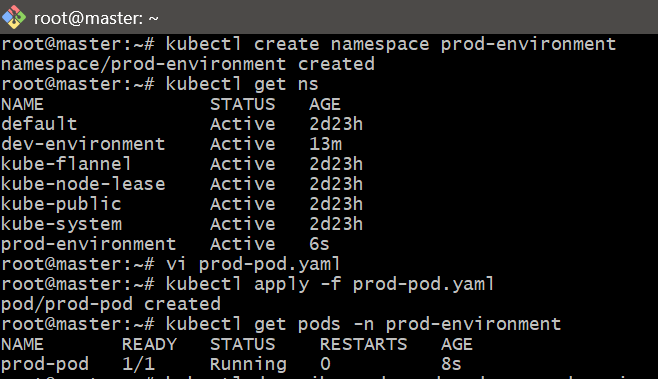 root@master: ~
root@master:~# kubectl create namespace prod-environment
namespace/prod-environment created
root@master:~# kubectl get ns
NAME STATUS AGE
default Active 2d23h
dev-environment Active 13m
kube-flannel Active 2d23h
kube-node-lease Active 2d23h
kube-public Active 2d23h
kube-system Active 2d23h
prod-environment Active 6s
root@master:~# vi prod-pod.yaml
root@master:~# kubectl apply -f prod-pod.yaml
pod/prod-pod created
root@master:~# kubectl get pods -n prod-environment
NAME READY STATUS RESTARTS AGE
prod-pod 1/1 Running 0 8s